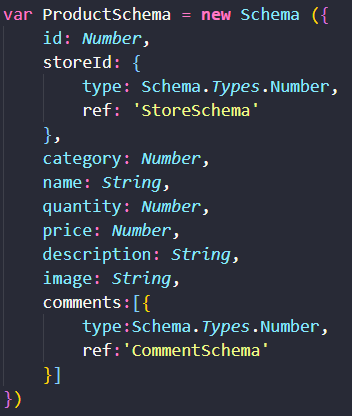 var ProductSchema = new Schema ({
    id: Number,
    storeId: {
        type: Schema.Types.Number,
        ref: 'StoreSchema'
    },
    category: Number,
    name: String,
    quantity: Number,
    price: Number,
    description: String,
    image: String,
    comments:[{
        type:Schema.Types.Number,
        ref:'CommentSchema'
    }]
})